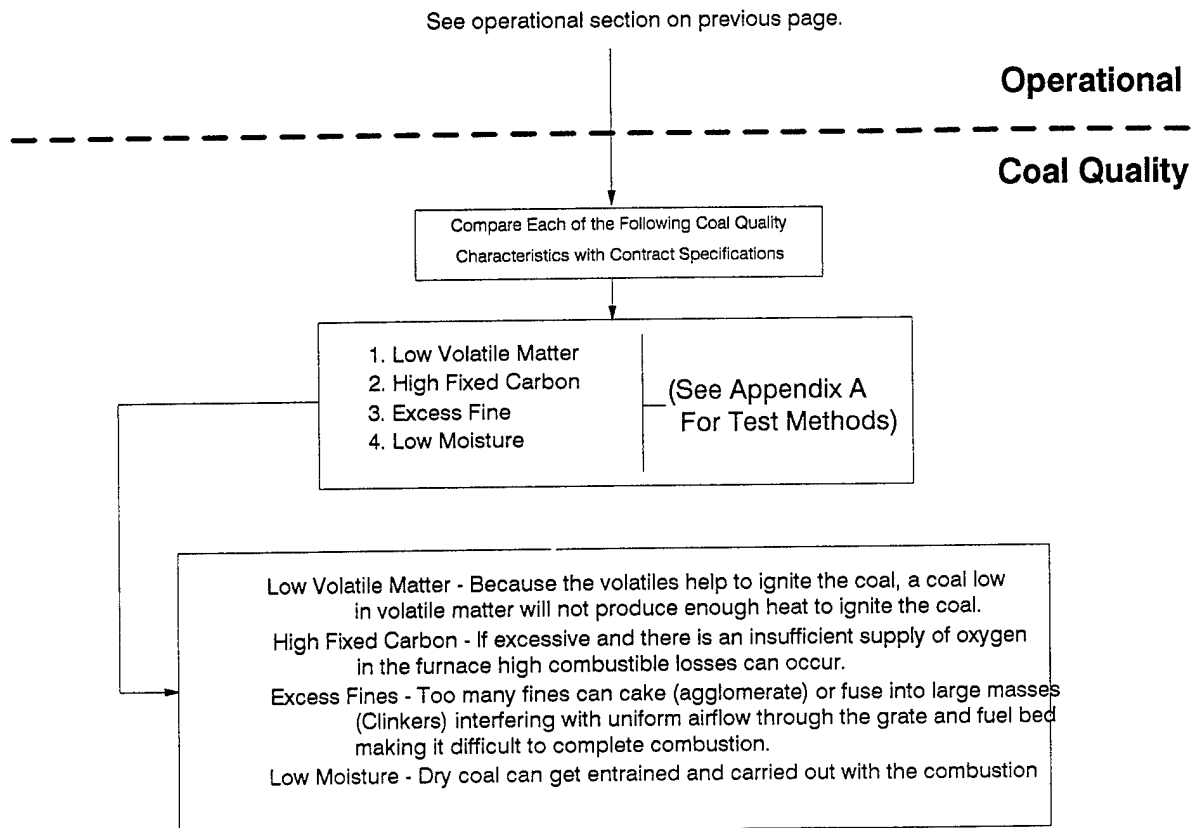 See operational section on previous page.
Operational
Coal Quality
Compare Each of the Following Coal Quality
Characteristics with Contract Specifications
1. Low Volatile Matter
2. High Fixed Carbon
3. Excess Fine
4. Low Moisture
(See Appendix A
For Test Methods)
Low Volatile Matter - Because the volatiles help to ignite the coal, a coal low
in volatile matter will not produce enough heat to ignite the coal.
High Fixed Carbon - If excessive and there is an insufficient supply of oxygen
in the furnace high combustible losses can occur.
Excess Fines - Too many fines can cake (agglomerate) or fuse into large masses
(Clinkers) interfering with uniform airflow through the grate and fuel bed
making it difficult to complete combustion.
Low Moisture - Dry coal can get entrained and carried out with the combustion